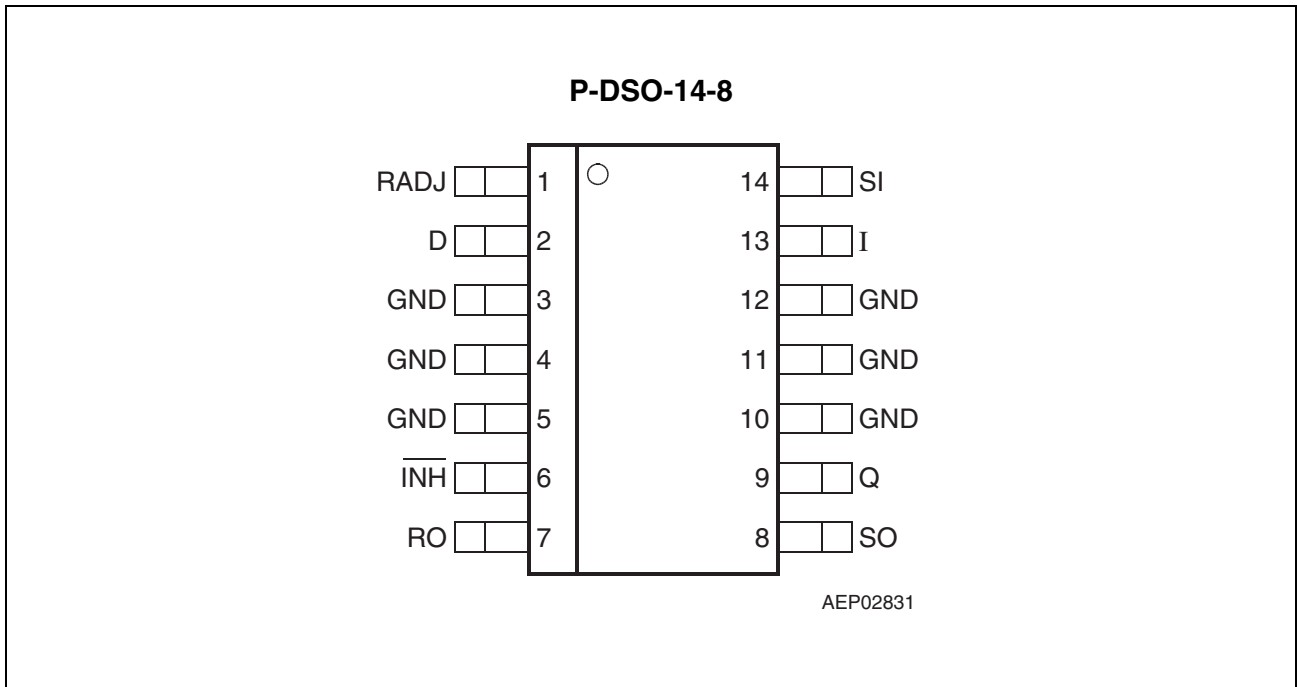 P-DSO-14-8
RADJ 1 14 SI
D 2 13 I
GND 3 12 GND
GND 4 11 GND
GND 5 10 GND
I̅N̅H̅ 6 9 Q
RO 7 8 SO
AEP02831